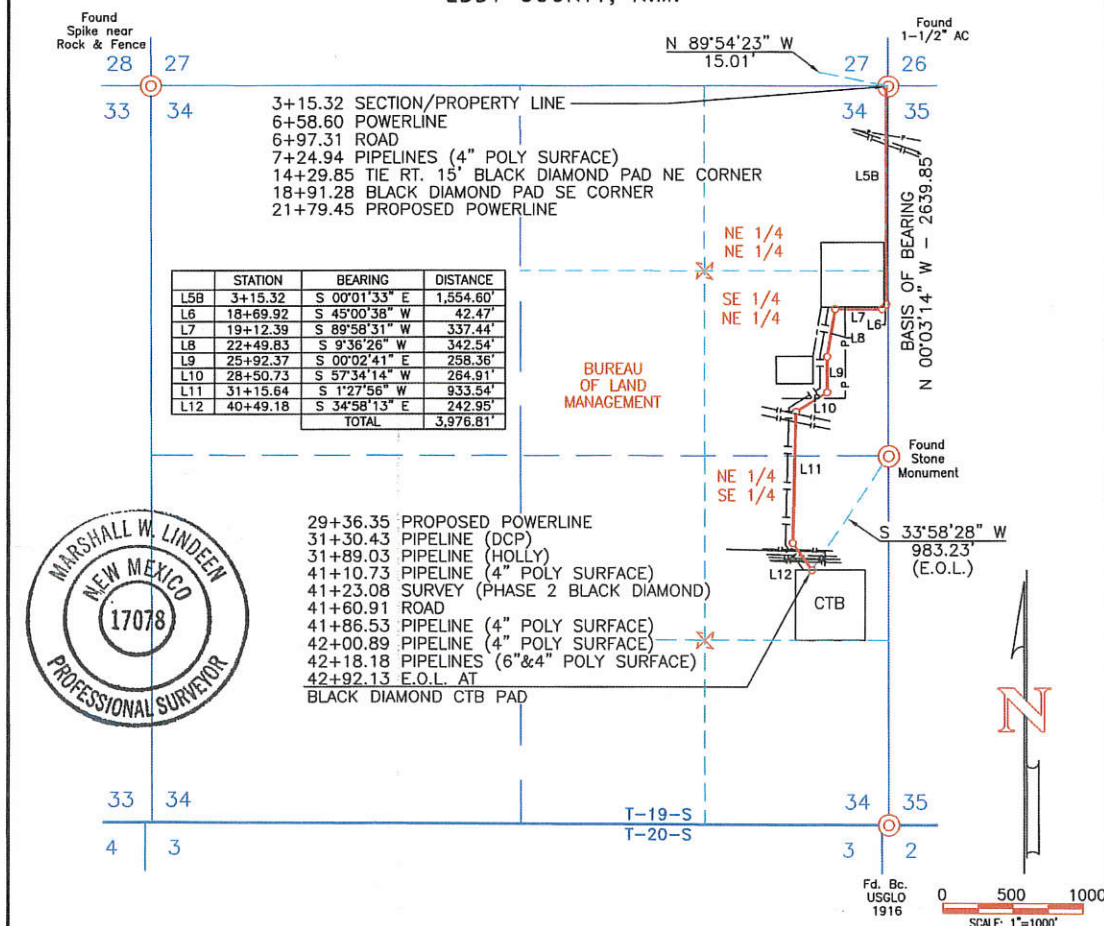 Found
Spike near
Rock & Fence
28 27
33 34
N 89°54'23" W
15.01'
Found
1-1/2" AC
27 26
34 35
3+15.32 SECTION/PROPERTY LINE
6+58.60 POWERLINE
6+97.31 ROAD
7+24.94 PIPELINES (4" POLY SURFACE)
14+29.85 TIE RT. 15' BLACK DIAMOND PAD NE CORNER
18+91.28 BLACK DIAMOND PAD SE CORNER
21+79.45 PROPOSED POWERLINE
L5B
BASIS OF BEARING
N 00°03'14" W - 2639.85
NE 1/4
NE 1/4
SE 1/4
NE 1/4
STATION BEARING DISTANCE
L5B 3+15.32 S 00°01'33" E 1,554.60'
L6 18+69.92 S 45°00'38" W 42.47'
L7 19+12.39 S 89°58'31" W 337.44'
L8 22+49.83 S 9°36'26" W 342.54'
L9 25+92.37 S 00°02'41" E 258.36'
L10 28+50.73 S 57°34'14" W 264.91'
L11 31+15.64 S 1°27'56" W 933.54'
L12 40+49.18 S 34°58'13" E 242.95'
TOTAL 3,976.81'
L7
L6
L8
L9
P
P
L10
L11
BUREAU
OF LAND
MANAGEMENT
Found
Stone
Monument
NE 1/4
SE 1/4
S 33°58'28" W
983.23'
(E.O.L.)
L12
CTB
29+36.35 PROPOSED POWERLINE
31+30.43 PIPELINE (DCP)
31+89.03 PIPELINE (HOLLY)
41+10.73 PIPELINE (4" POLY SURFACE)
41+23.08 SURVEY (PHASE 2 BLACK DIAMOND)
41+60.91 ROAD
41+86.53 PIPELINE (4" POLY SURFACE)
42+00.89 PIPELINE (4" POLY SURFACE)
42+18.18 PIPELINES (6"&4" POLY SURFACE)
42+92.13 E.O.L. AT
BLACK DIAMOND CTB PAD
MARSHALL W. LINDEEN
NEW MEXICO
17078
PROFESSIONAL SURVEYOR
N
33 34
4 3
T-19-S
T-20-S
34 35
3 2
Fd. Bc.
USGLO
1916
0 500 1000
SCALE: 1"=1000'